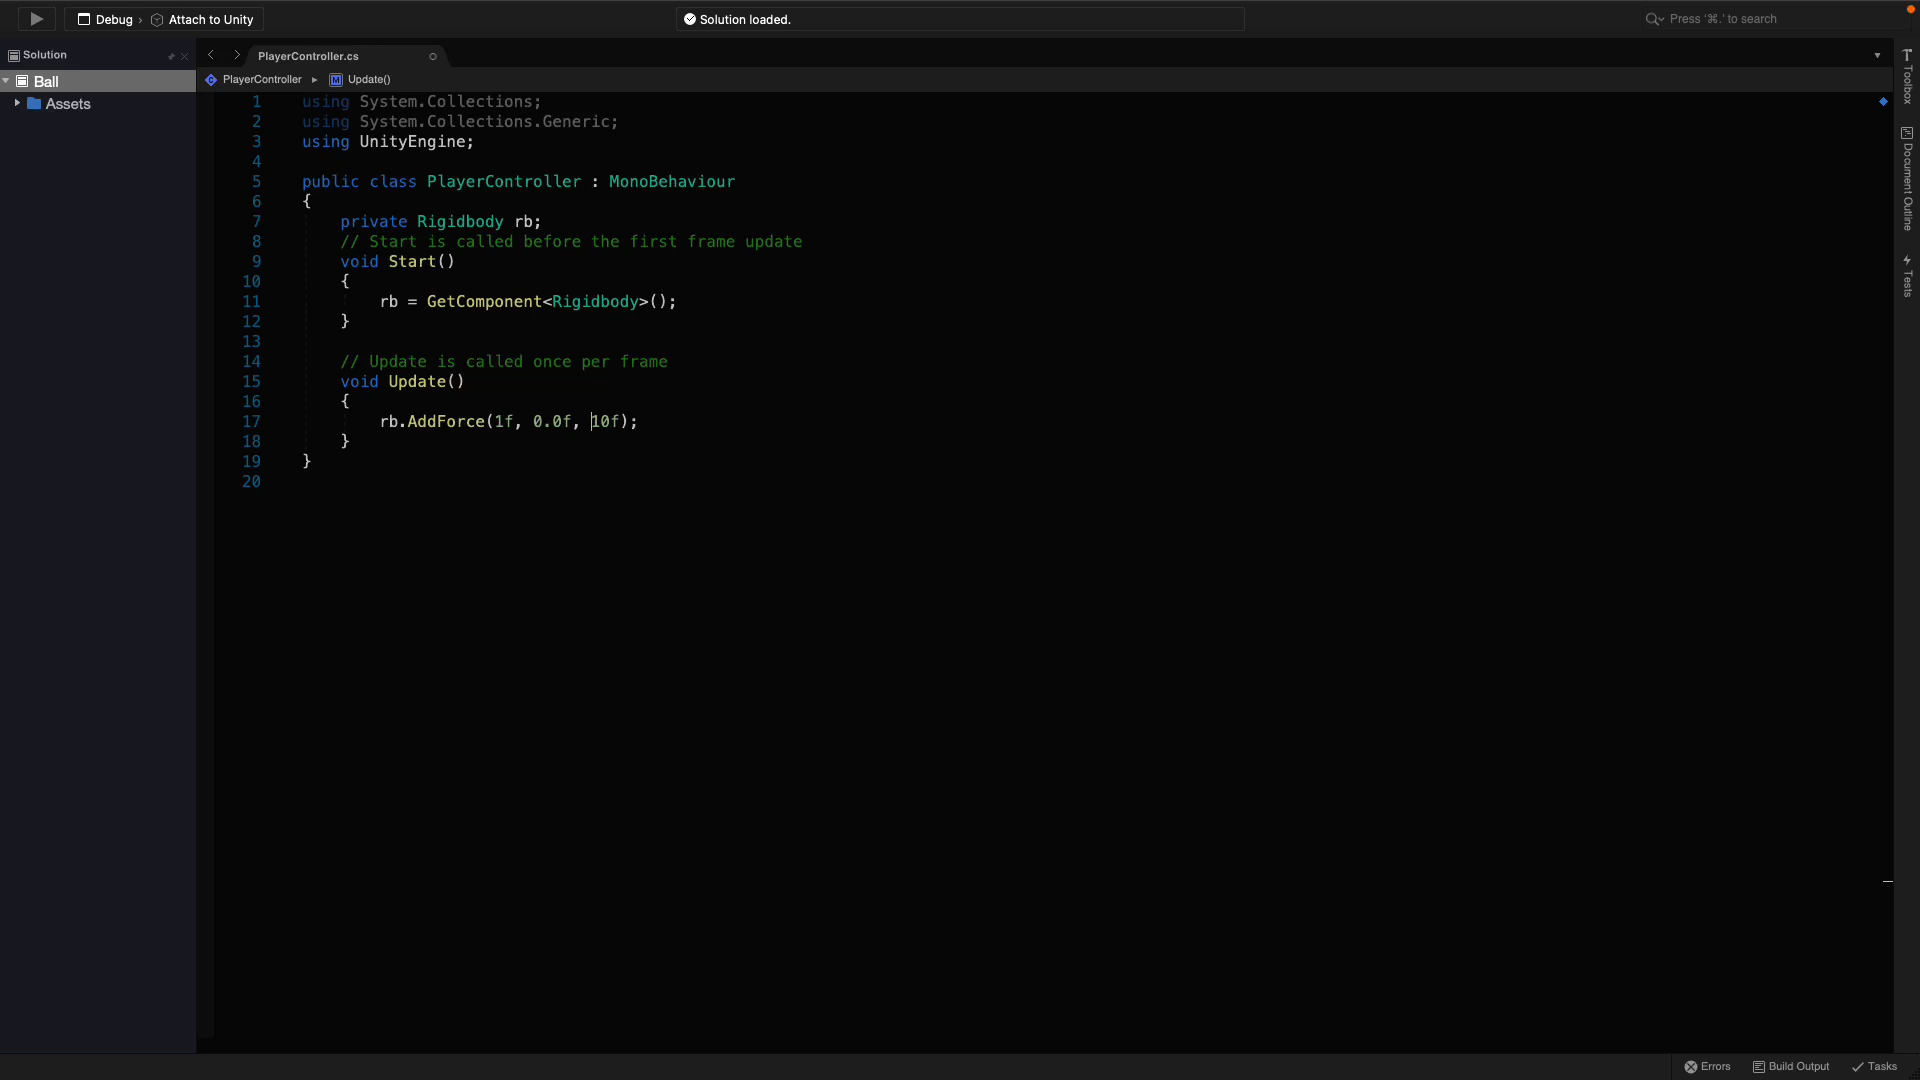 Debug › Attach to Unity
Solution loaded.
Press '⌘.' to search
Solution
PlayerController.cs
Ball
PlayerController ▸ Update()
Assets
1 using System.Collections;
2 using System.Collections.Generic;
3 using UnityEngine;
4
5 public class PlayerController : MonoBehaviour
6 {
7 private Rigidbody rb;
8 // Start is called before the first frame update
9 void Start()
10 {
11 rb = GetComponent<Rigidbody>();
12 }
13
14 // Update is called once per frame
15 void Update()
16 {
17 rb.AddForce(1f, 0.0f, 10f);
18 }
19 }
20
Toolbox
Document Outline
Tests
Errors
Build Output
Tasks